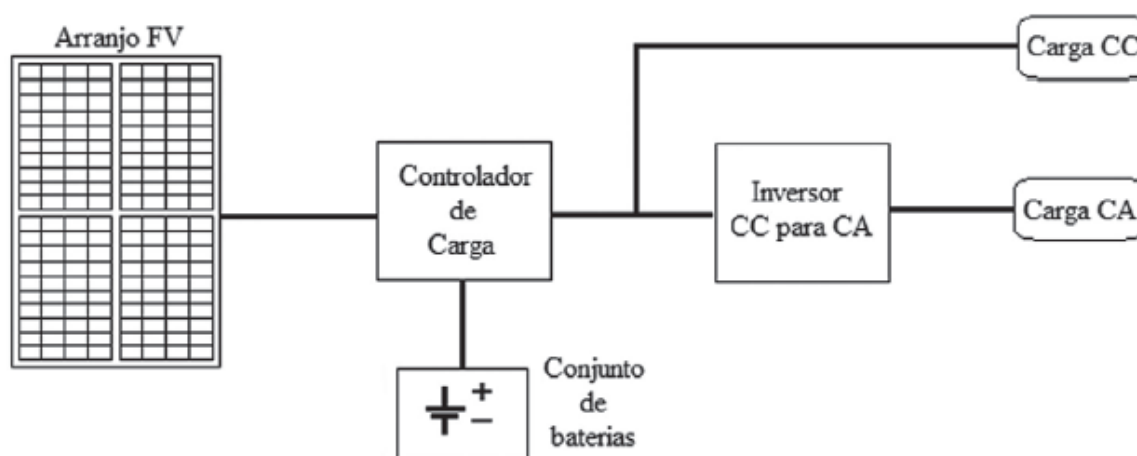 Arranjo FV
Carga CC
Controlador
de
Carga
Inversor
CC para CA
Carga CA
+
−
Conjunto
de
baterias